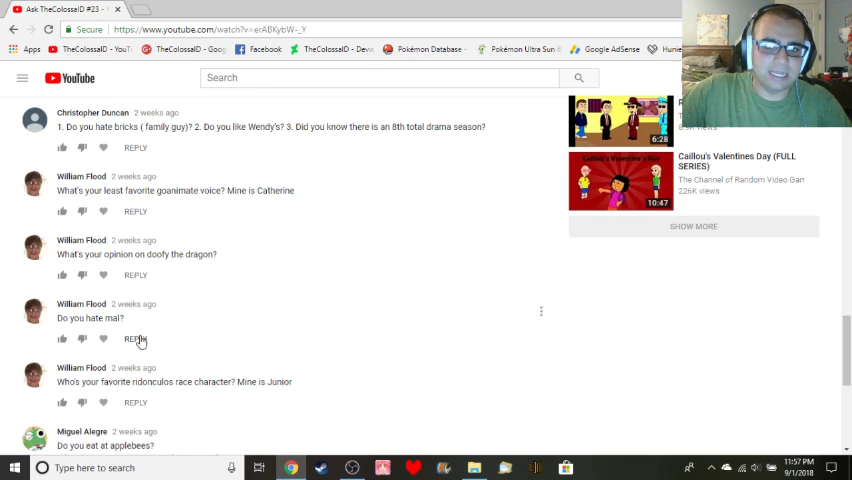 Ask TheColossalD #23 - Y
Secure
https://www.youtube.com/watch?v=erABKybW-_Y
Apps
TheColossalD - YouT
TheColossalD - Goog
Facebook
TheColossalD - Devia
Pokémon Database -
Pokémon Ultra Sun &
Google AdSense
Hunie
YouTube
Search
Christopher Duncan 2 weeks ago
1. Do you hate bricks ( family guy)? 2. Do you like Wendy's? 3. Did you know there is an 8th total drama season?
REPLY
William Flood 2 weeks ago
What's your least favorite goanimate voice? Mine is Catherine
REPLY
William Flood 2 weeks ago
What's your opinion on doofy the dragon?
REPLY
William Flood 2 weeks ago
Do you hate mal?
REPLY
William Flood 2 weeks ago
Who's your favorite ridonculos race character? Mine is Junior
REPLY
Miguel Alegre 2 weeks ago
Do you eat at applebees?
6:28
Caillou's Valentine's Day
10:47
Caillou's Valentines Day (FULL
SERIES)
The Channel of Random Video Gam
226K views
SHOW MORE
Type here to search
11:57 PM
9/1/2018